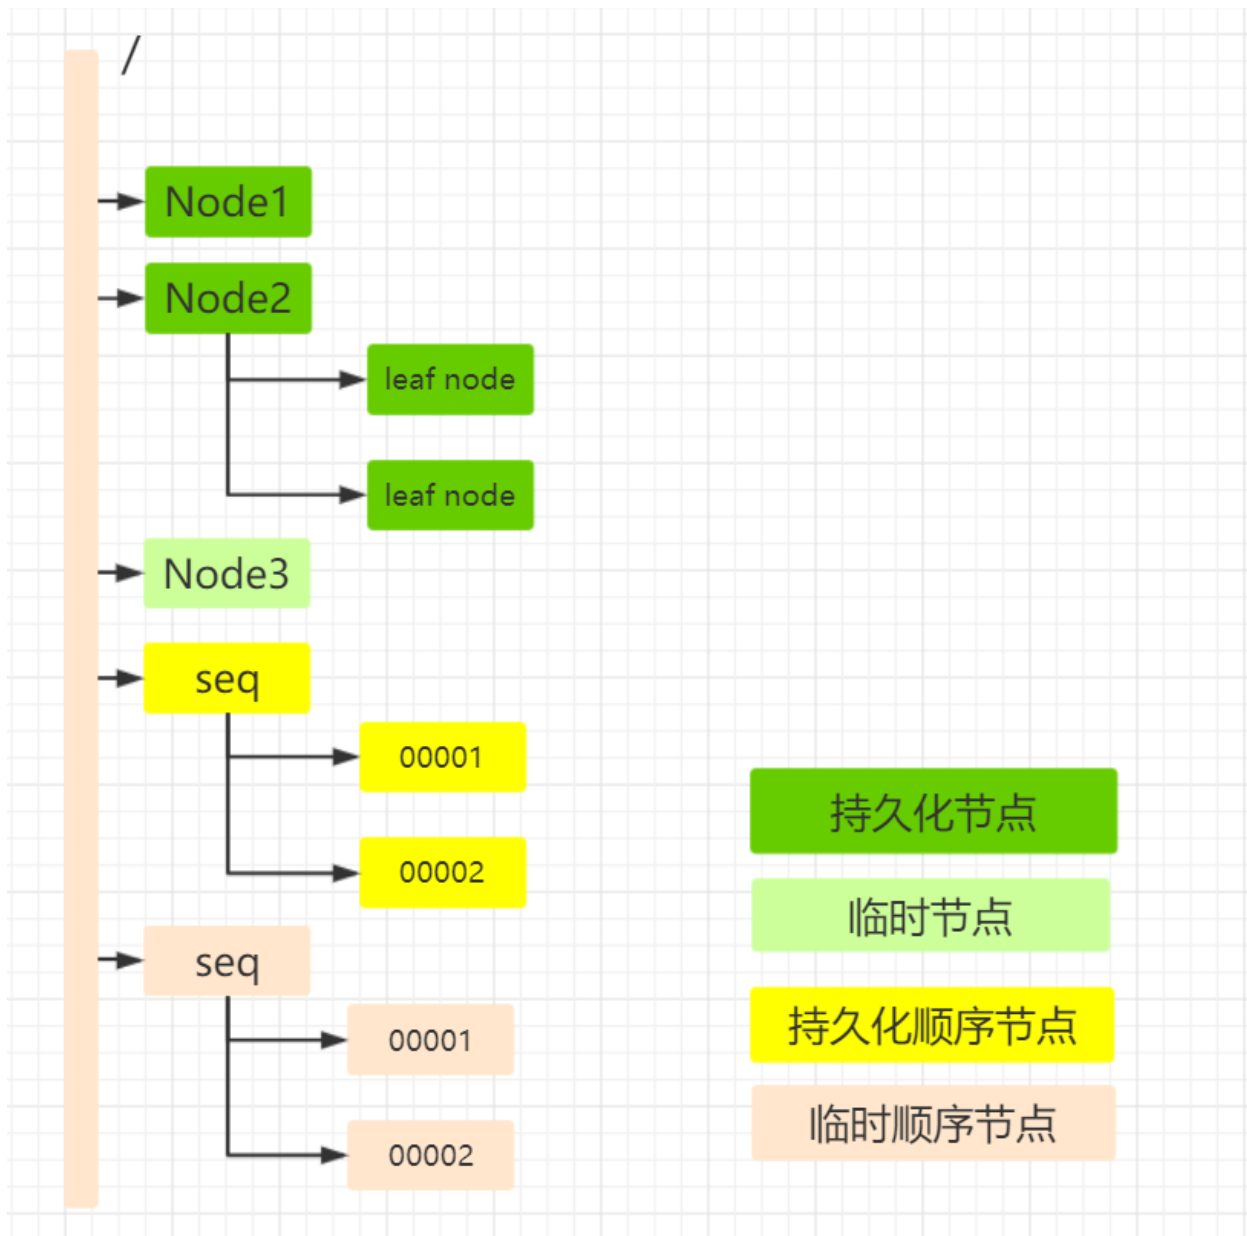 /
Node1
Node2
leaf node
leaf node
Node3
seq
00001
00002
seq
00001
00002
持久化节点
临时节点
持久化顺序节点
临时顺序节点